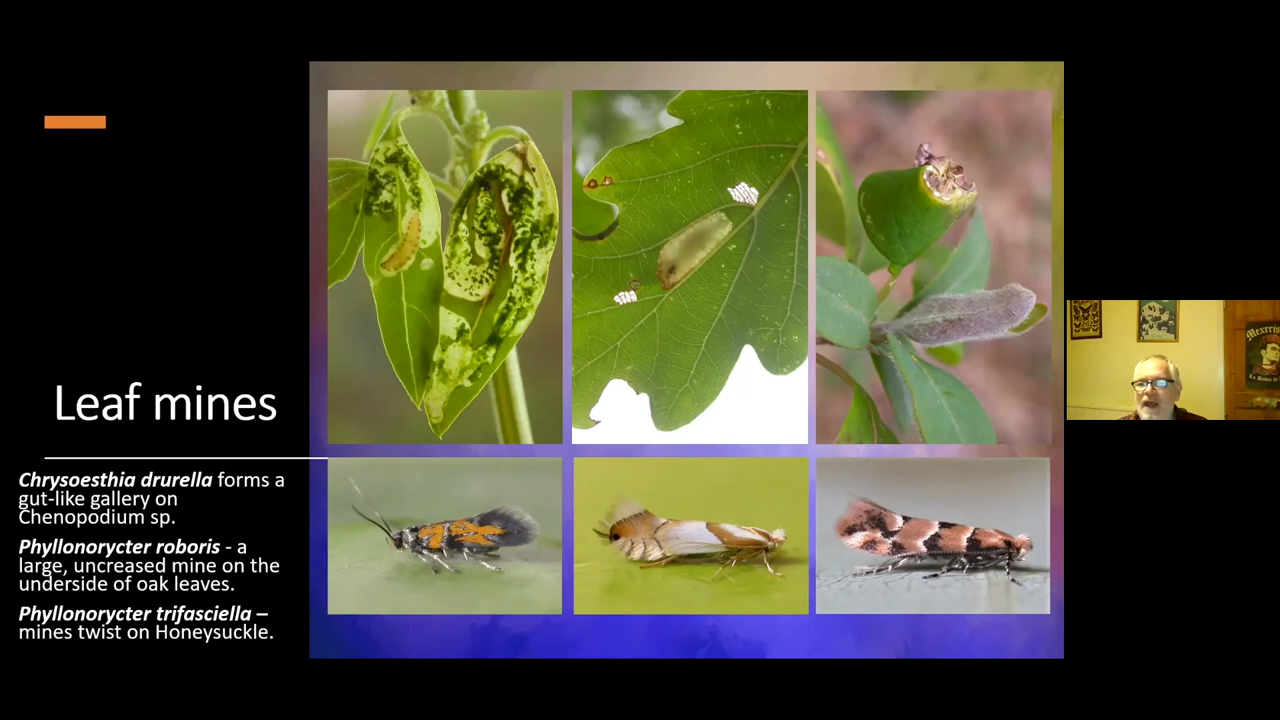 Leaf mines
Chrysoesthia drurella forms a
gut-like gallery on
Chenopodium sp.
Phyllonorycter roboris - a
large, uncreased mine on the
underside of oak leaves.
Phyllonorycter trifasciella –
mines twist on Honeysuckle.